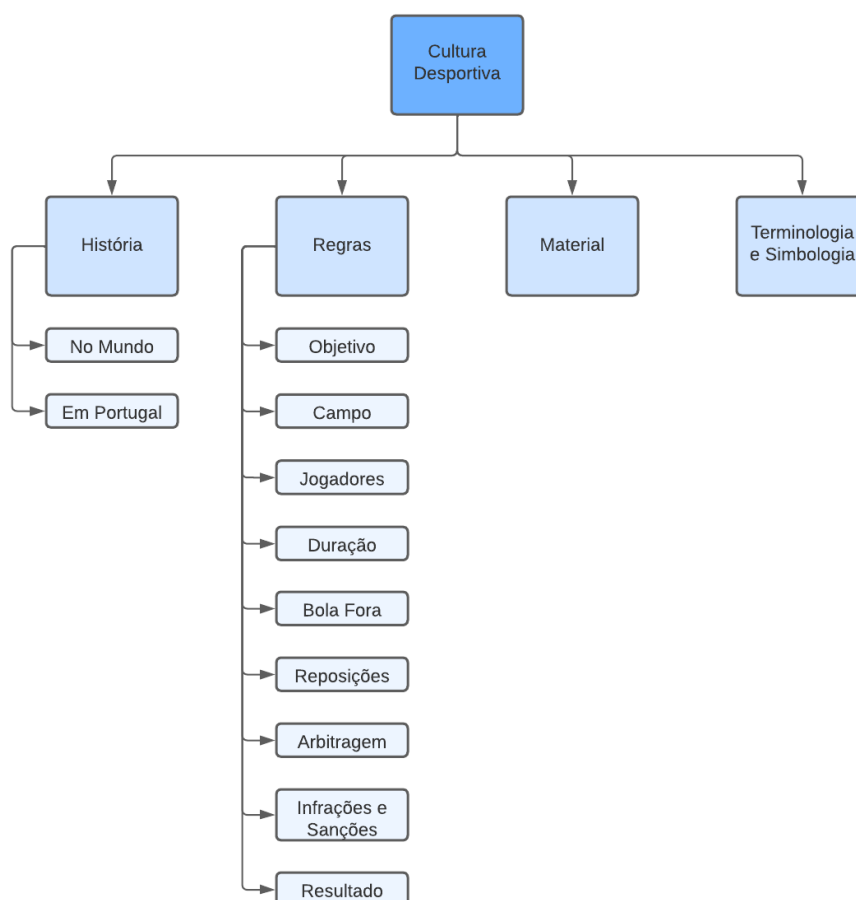 Cultura
Desportiva
História
Regras
Material
Terminologia
e Simbologia
No Mundo
Em Portugal
Objetivo
Campo
Jogadores
Duração
Bola Fora
Reposições
Arbitragem
Infrações e
Sanções
Resultado